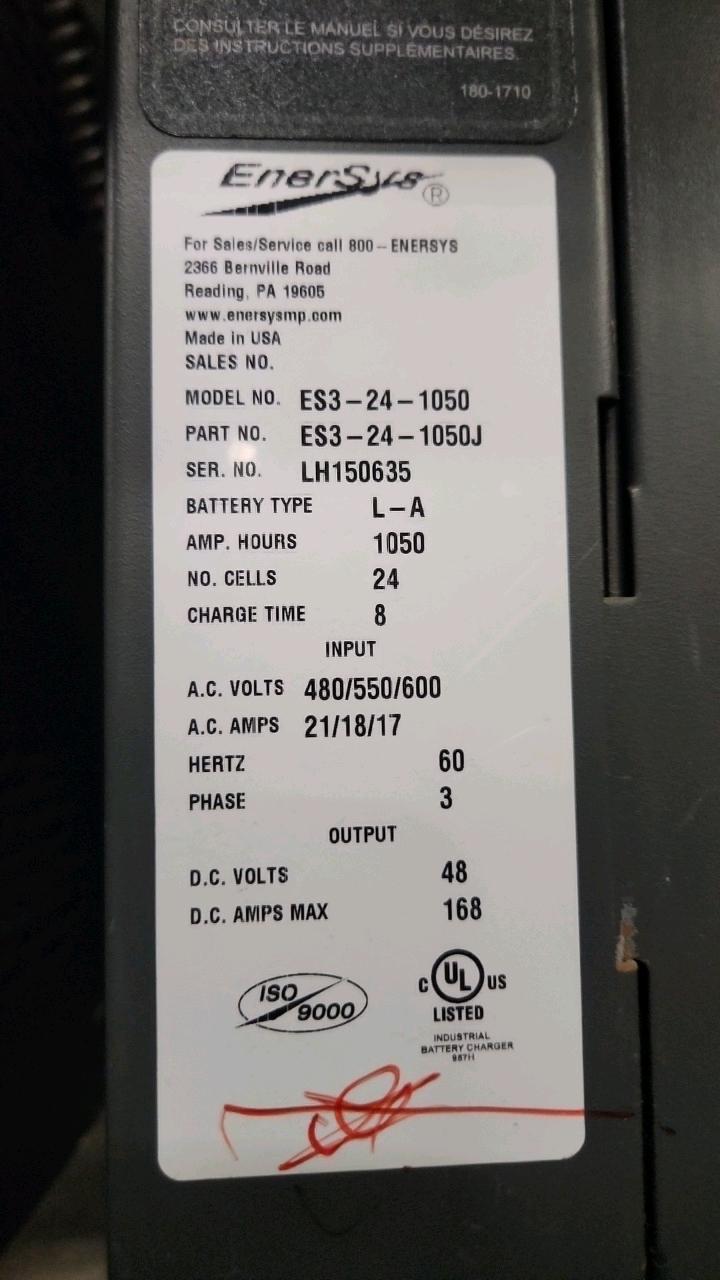 CONSULTER LE MANUEL SI VOUS DÉSIREZ
DES INSTRUCTIONS SUPPLÉMENTAIRES.
180-1710
EnerSys®
For Sales/Service call 800-ENERSYS
2366 Bernville Road
Reading, PA 19605
www.enersysmp.com
Made in USA
SALES NO.
MODEL NO. ES3-24-1050
PART NO. ES3-24-1050J
SER. NO. LH150635
BATTERY TYPE L-A
AMP. HOURS 1050
NO. CELLS 24
CHARGE TIME 8
INPUT
A.C. VOLTS 480/550/600
A.C. AMPS 21/18/17
HERTZ 60
PHASE 3
OUTPUT
D.C. VOLTS 48
D.C. AMPS MAX 168
ISO 9000
C UL US
LISTED
INDUSTRIAL
BATTERY CHARGER
987H